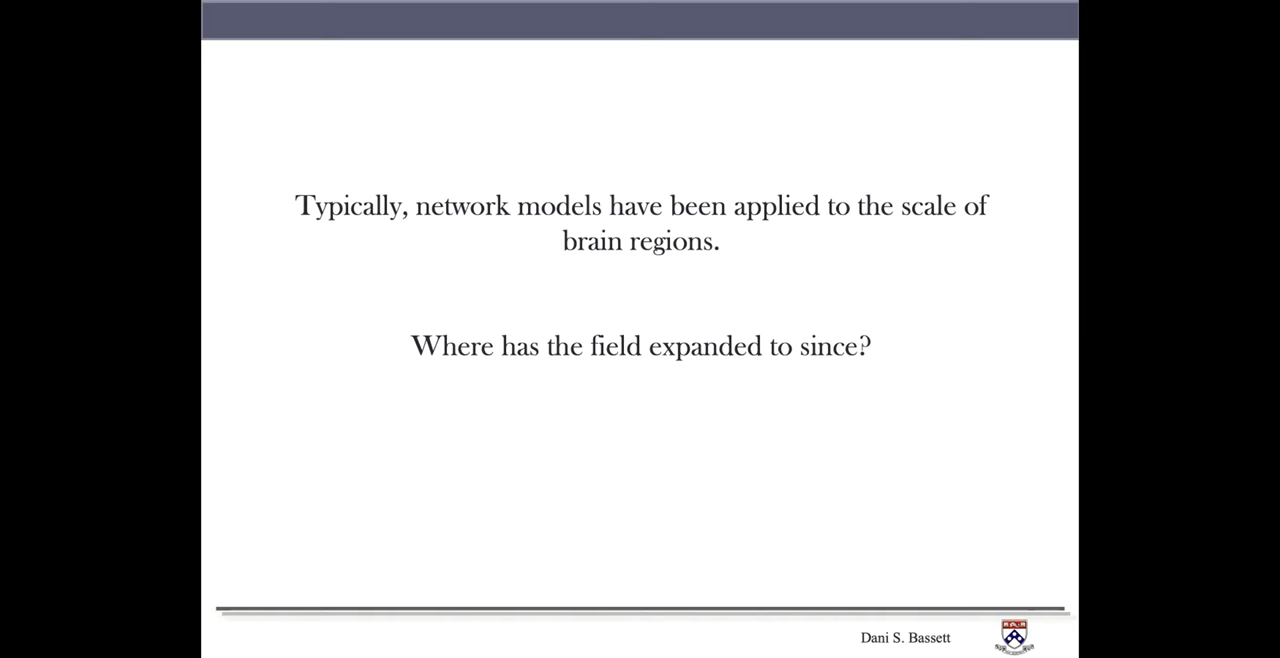 Typically, network models have been applied to the scale of
brain regions.
Where has the field expanded to since?
Dani S. Bassett